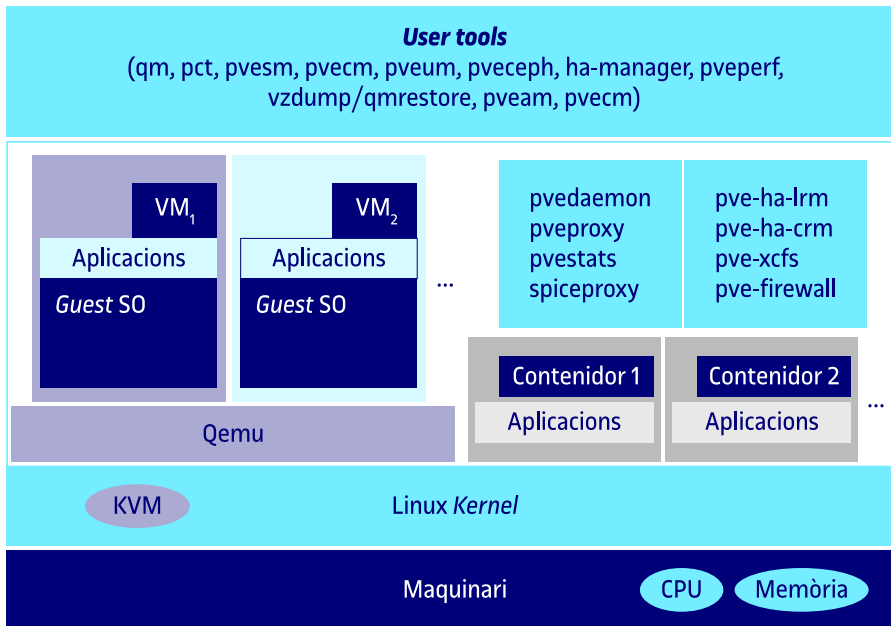 User tools
(qm, pct, pvesm, pvecm, pveum, pveceph, ha-manager, pveperf,
vzdump/qmrestore, pveam, pvecm)
VM1
Aplicacions
Guest SO
VM2
Aplicacions
Guest SO
...
pvedaemon
pveproxy
pvestats
spiceproxy
pve-ha-lrm
pve-ha-crm
pve-xcfs
pve-firewall
Contenidor 1
Aplicacions
Contenidor 2
Aplicacions
...
Qemu
KVM
Linux Kernel
Maquinari
CPU
Memòria